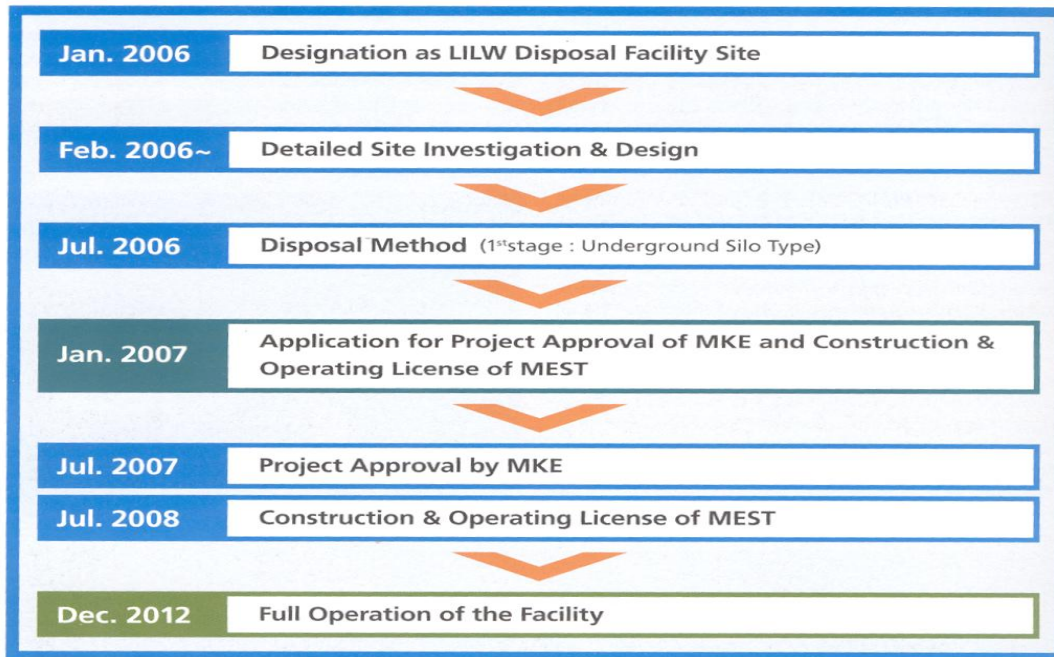 Jan. 2006 Designation as LILW Disposal Facility Site
Feb. 2006~ Detailed Site Investigation & Design
Jul. 2006 Disposal Method (1ststage : Underground Silo Type)
Jan. 2007 Application for Project Approval of MKE and Construction &
Operating License of MEST
Jul. 2007 Project Approval by MKE
Jul. 2008 Construction & Operating License of MEST
Dec. 2012 Full Operation of the Facility